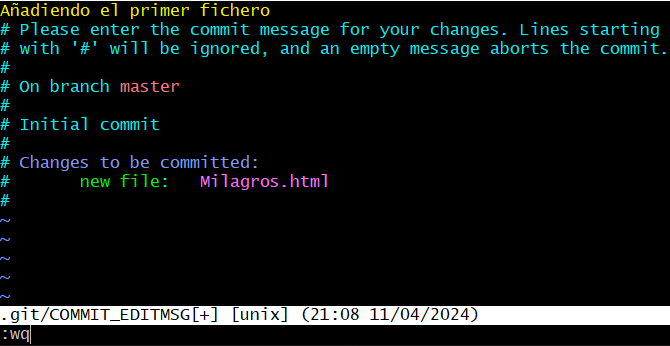 Añadiendo el primer fichero
# Please enter the commit message for your changes. Lines starting
# with '#' will be ignored, and an empty message aborts the commit.
#
# On branch master
#
# Initial commit
#
# Changes to be committed:
#       new file:   Milagros.html
#
~
~
~
~
~
.git/COMMIT_EDITMSG[+] [unix] (21:08 11/04/2024)
:wq